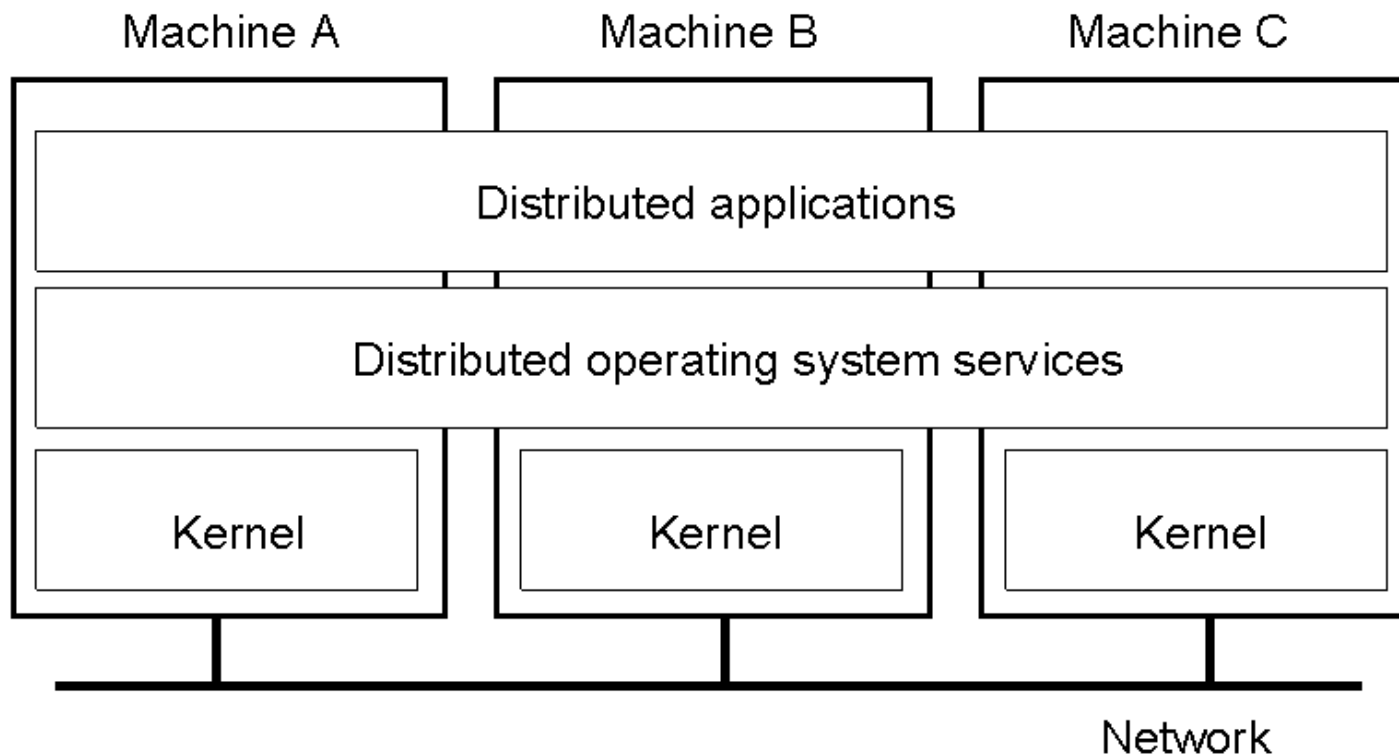 Machine A
Machine B
Machine C
Distributed applications
Distributed operating system services
Kernel
Kernel
Kernel
Network